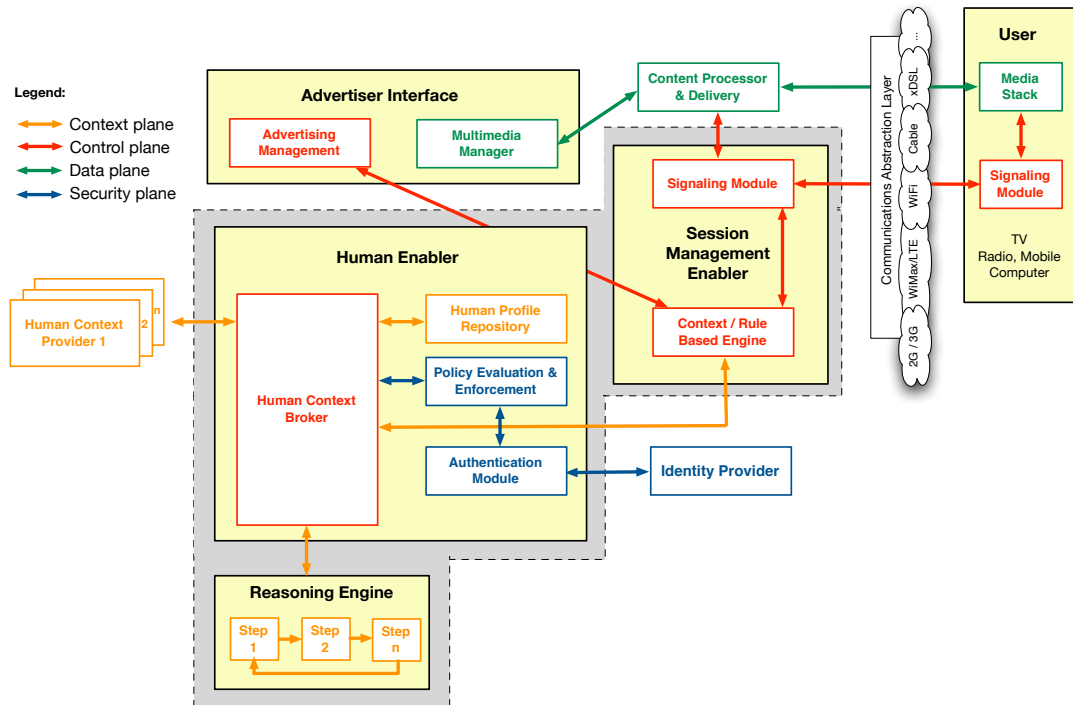 Legend:
Context plane
Control plane
Data plane
Security plane
Advertiser Interface
Advertising
Management
Multimedia
Manager
Content Processor
& Delivery
Communications Abstraction Layer
...
xDSL
Cable
WiFi
WiMax/LTE
2G / 3G
User
Media
Stack
Signaling
Module
TV
Radio, Mobile
Computer
Signaling Module
Session
Management
Enabler
Context / Rule
Based Engine
Human Enabler
Human Context
Broker
Human Profile
Repository
Policy Evaluation &
Enforcement
Authentication
Module
Identity Provider
n
2
Human Context
Provider 1
Reasoning Engine
Step
1
Step
2
Step
n